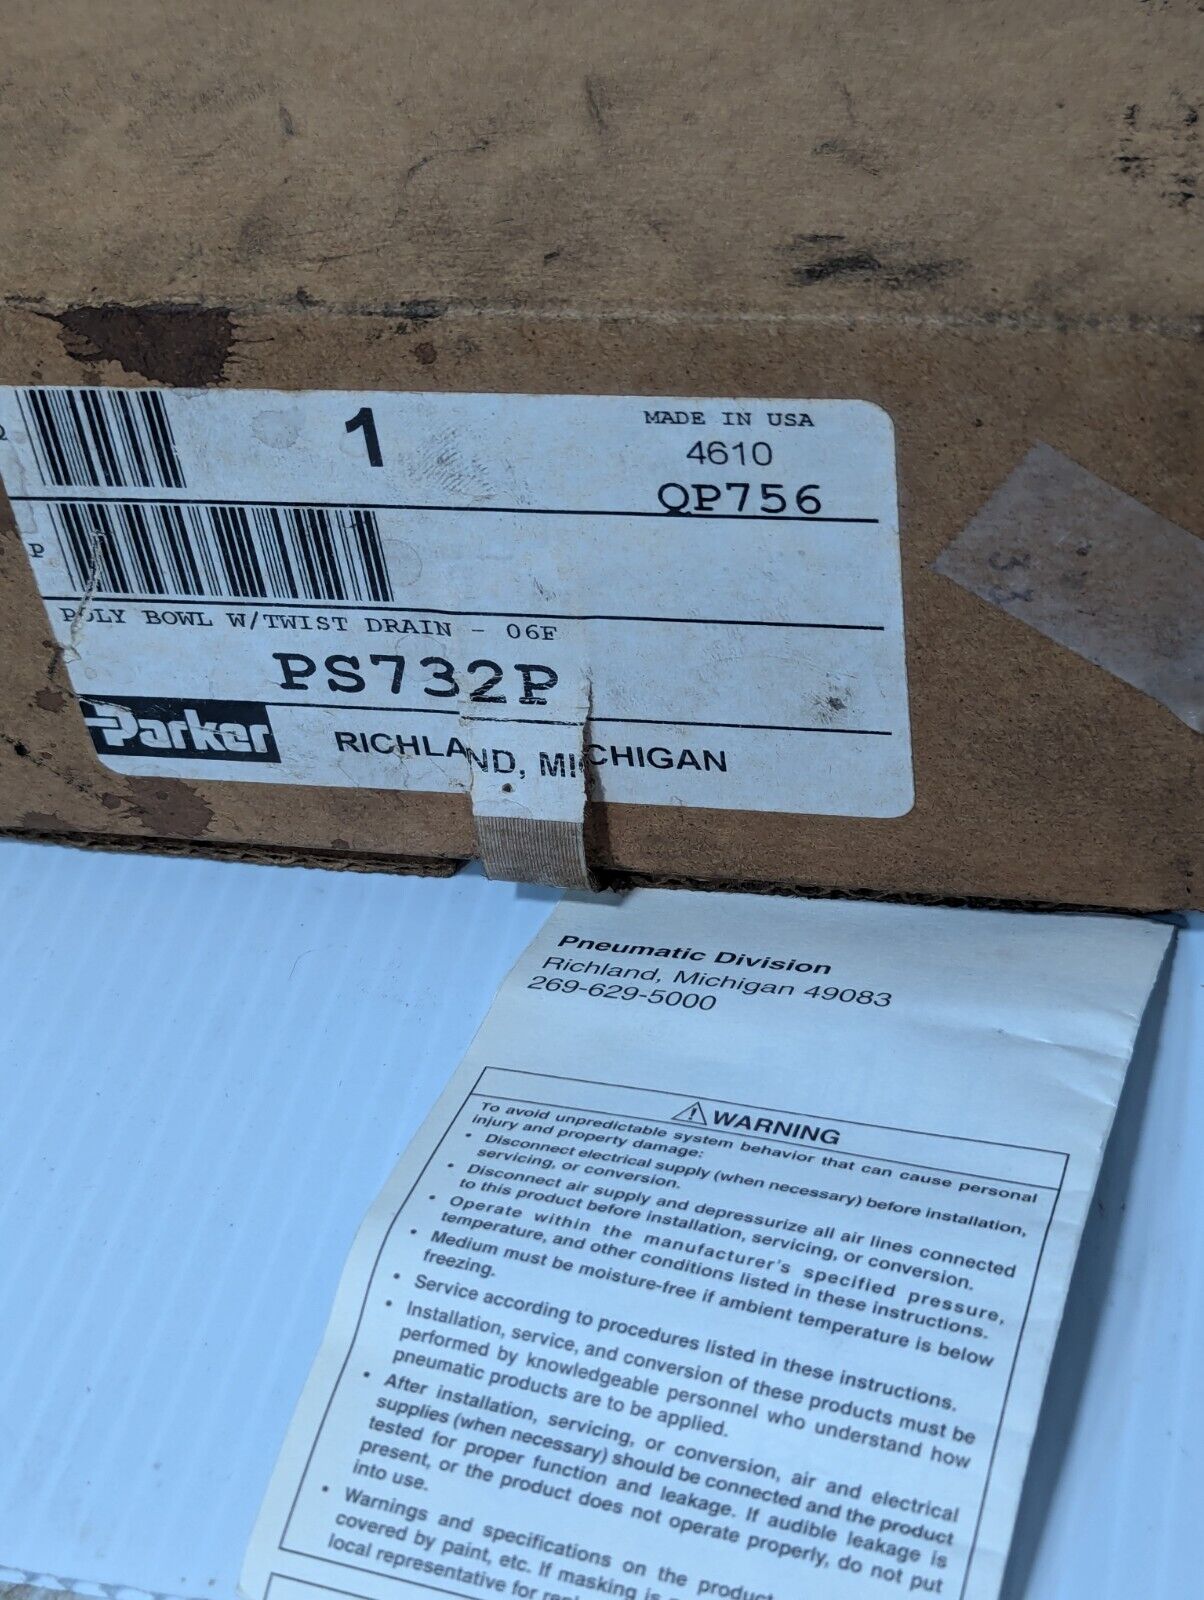 Q
1
MADE IN USA
4610
QP756
P
POLY BOWL W/TWIST DRAIN - 06F
PS732P
Parker
RICHLAND, MICHIGAN
33
Pneumatic Division
Richland, Michigan 49083
269-629-5000
WARNING
To avoid unpredictable system behavior that can cause personal
injury and property damage:
• Disconnect electrical supply (when necessary) before installation,
servicing, or conversion.
• Disconnect air supply and depressurize all air lines connected
to this product before installation, servicing, or conversion.
• Operate within the manufacturer's specified pressure,
temperature, and other conditions listed in these instructions.
• Medium must be moisture-free if ambient temperature is below
freezing.
• Service according to procedures listed in these instructions.
• Installation, service, and conversion of these products must be
performed by knowledgeable personnel who understand how
pneumatic products are to be applied.
• After installation, servicing, or conversion, air and electrical
supplies (when necessary) should be connected and the product
tested for proper function and leakage. If audible leakage is
present, or the product does not operate properly, do not put
into use.
• Warnings and specifications on the product
covered by paint, etc. If masking is
local representative for